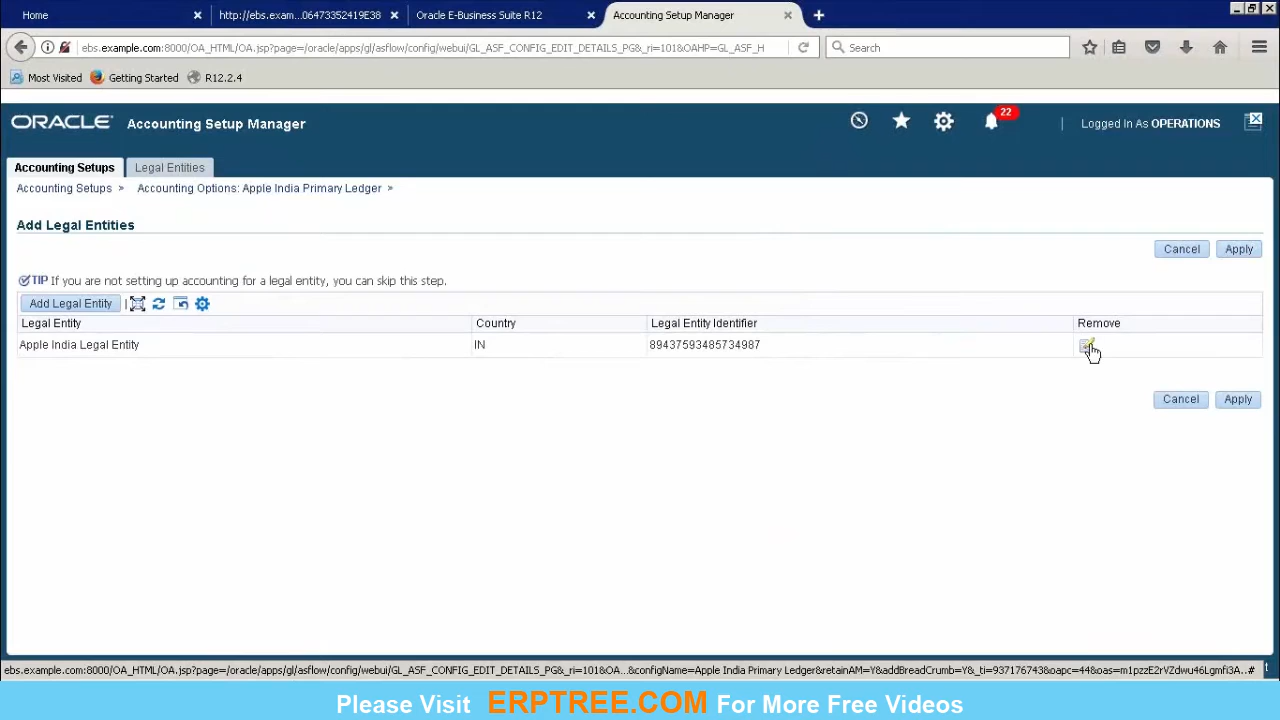 Home
http://ebs.exam...06473352419E38
Oracle E-Business Suite R12
Accounting Setup Manager
ebs.example.com:8000/OA_HTML/OA.jsp?page=/oracle/apps/gl/asflow/config/webui/GL_ASF_CONFIG_EDIT_DETAILS_PG&_ri=101&OAHP=GL_ASF_H
Search
Most Visited
Getting Started
R12.2.4
ORACLE Accounting Setup Manager
22
Logged In As OPERATIONS
Accounting Setups
Legal Entities
Accounting Setups > Accounting Options: Apple India Primary Ledger >
Add Legal Entities
Cancel
Apply
TIP If you are not setting up accounting for a legal entity, you can skip this step.
Add Legal Entity
Legal Entity
Country
Legal Entity Identifier
Remove
Apple India Legal Entity
IN
89437593485734987
Cancel
Apply
ebs.example.com:8000/OA_HTML/OA.jsp?page=/oracle/apps/gl/asflow/config/webui/GL_ASF_CONFIG_EDIT_DETAILS_PG&_ri=101&OA...&configName=Apple India Primary Ledger&retainAM=Y&addBreadCrumb=Y&_ti=937176743&oapc=44&oas=m1pzzE2rVZdwu46Lgmfi3A...#
Please Visit ERPTREE.COM For More Free Videos